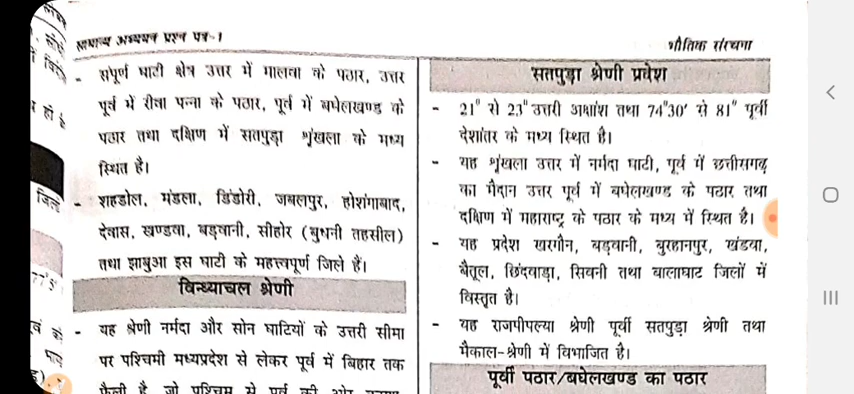 सामान्य अध्ययन प्रश्न पत्र-1
भौतिक संरचना
- संपूर्ण घाटी क्षेत्र उत्तर में मालवा के पठार, उत्तर
पूर्व में रीवा पन्ना के पठार, पूर्व में बघेलखण्ड के
पठार तथा दक्षिण में सतपुड़ा शृंखला के मध्य
स्थित है।
- शहडोल, मंडला, डिंडोरी, जबलपुर, होशंगाबाद,
देवास, खण्डवा, बड़वानी, सीहोर (बुधनी तहसील)
तथा झाबुआ इस घाटी के महत्त्वपूर्ण जिले हैं।
विन्ध्याचल श्रेणी
- यह श्रेणी नर्मदा और सोन घाटियों के उत्तरी सीमा
पर पश्चिमी मध्यप्रदेश से लेकर पूर्व में बिहार तक
फैली है जो पश्चिम से पूर्व की ओर
सतपुड़ा श्रेणी प्रदेश
- 21° से 23° उत्तरी अक्षांश तथा 74°30' से 81° पूर्वी
देशांतर के मध्य स्थित है।
- यह शृंखला उत्तर में नर्मदा घाटी, पूर्व में छत्तीसगढ़
का मैदान उत्तर पूर्व में बघेलखण्ड के पठार तथा
दक्षिण में महाराष्ट्र के पठार के मध्य में स्थित है।
- यह प्रदेश खरगौन, बड़वानी, बुरहानपुर, खंडवा,
बैतूल, छिंदवाड़ा, सिवनी तथा बालाघाट जिलों में
विस्तृत है।
- यह राजपीपल्या श्रेणी पूर्वी सतपुड़ा श्रेणी तथा
मैकाल-श्रेणी में विभाजित है।
पूर्वी पठार/बघेलखण्ड का पठार